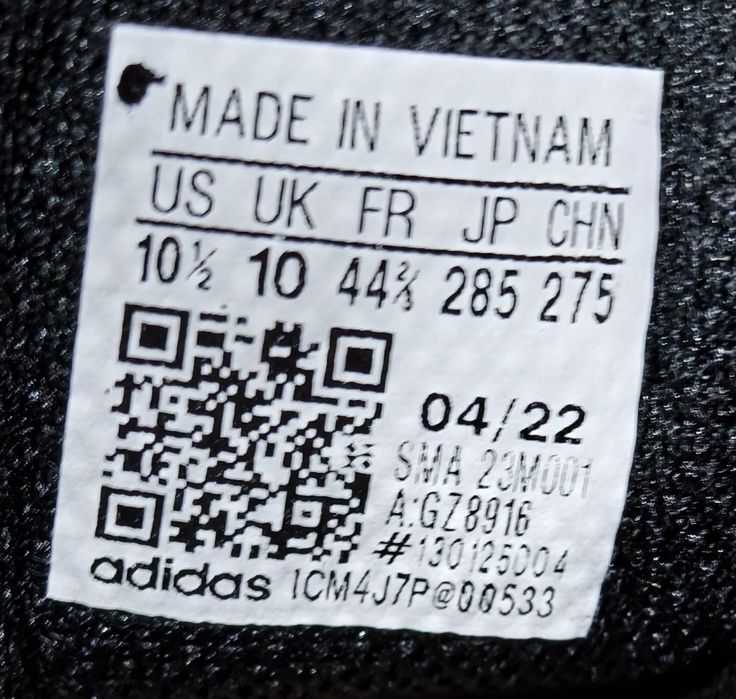 MADE IN VIETNAM
US UK FR JP CHN
10½ 10 44⅔ 285 275
04/22
SMA 23M001
A:GZ8916
#130125004
adidas 1CM4J7P@00533